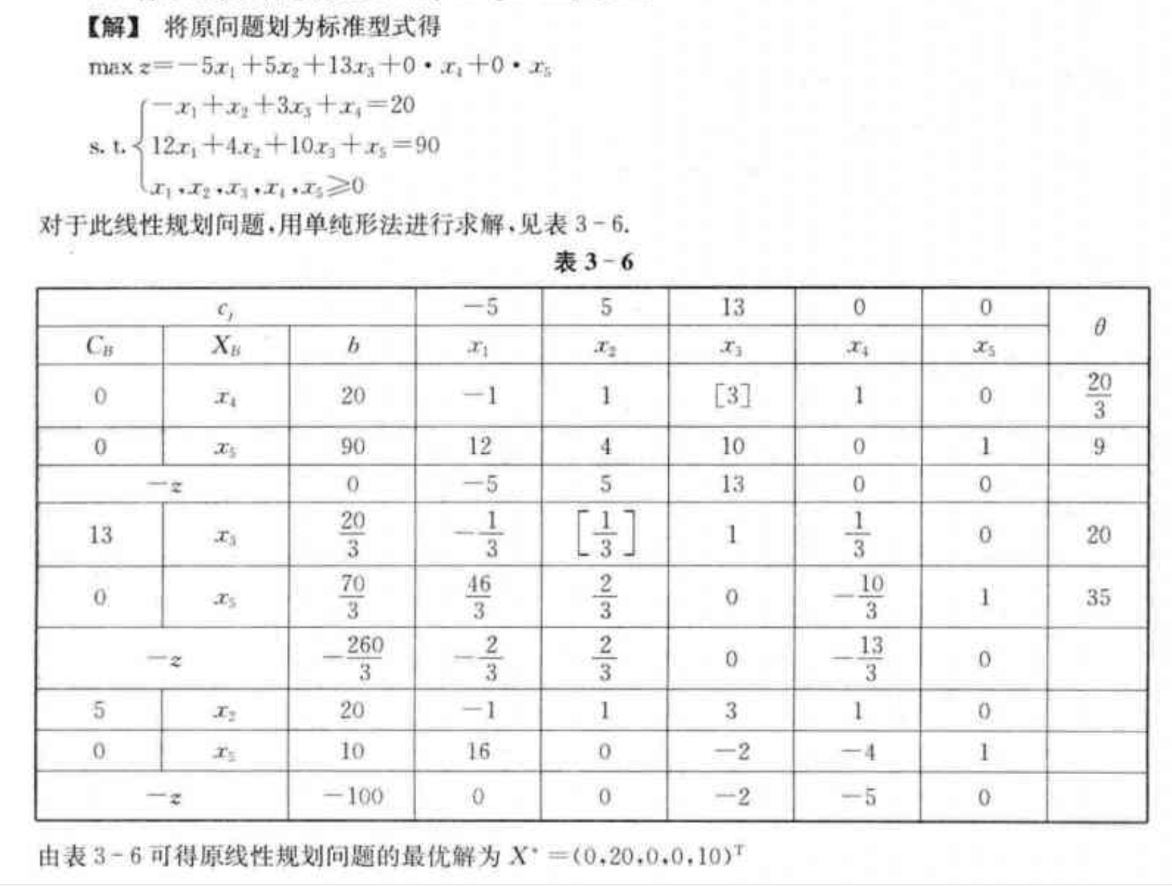 【解】 将原问题划为标准型式得
max z=-5x₁+5x₂+13x₃+0·x₄+0·x₅
-x₁+x₂+3x₃+x₄=20
s. t. 12x₁+4x₂+10x₃+x₅=90
x₁,x₂,x₃,x₄,x₅≥0
对于此线性规划问题,用单纯形法进行求解,见表 3-6.
表 3-6
cⱼ -5 5 13 0 0 θ
C_B X_B b x₁ x₂ x₃ x₄ x₅
0 x₄ 20 -1 1 [3] 1 0 20/3
0 x₅ 90 12 4 10 0 1 9
-z 0 -5 5 13 0 0
13 x₃ 20/3 -1/3 [1/3] 1 1/3 0 20
0 x₅ 70/3 46/3 2/3 0 -10/3 1 35
-z -260/3 -2/3 2/3 0 -13/3 0
5 x₂ 20 -1 1 3 1 0
0 x₅ 10 16 0 -2 -4 1
-z -100 0 0 -2 -5 0
由表 3-6 可得原线性规划问题的最优解为 X*=(0,20,0,0,10)ᵀ